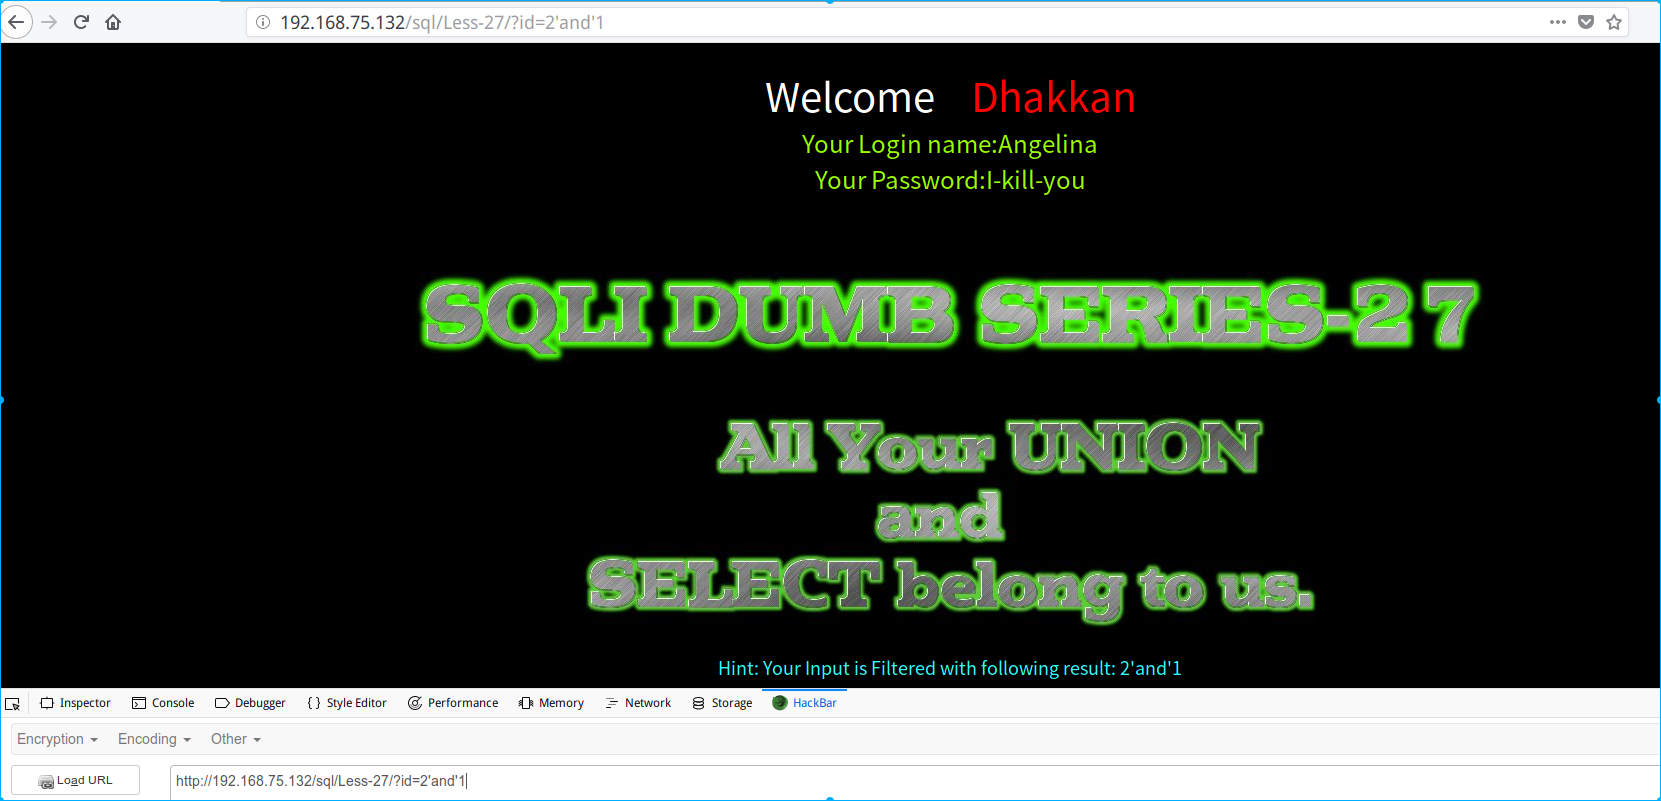 192.168.75.132/sql/Less-27/?id=2'and'1
Welcome Dhakkan
Your Login name:Angelina
Your Password:I-kill-you
SQLI DUMB SERIES-2 7
All Your UNION
and
SELECT belong to us.
Hint: Your Input is Filtered with following result: 2'and'1
Inspector Console Debugger { } Style Editor Performance Memory Network Storage HackBar
Encryption Encoding Other
Load URL http://192.168.75.132/sql/Less-27/?id=2'and'1